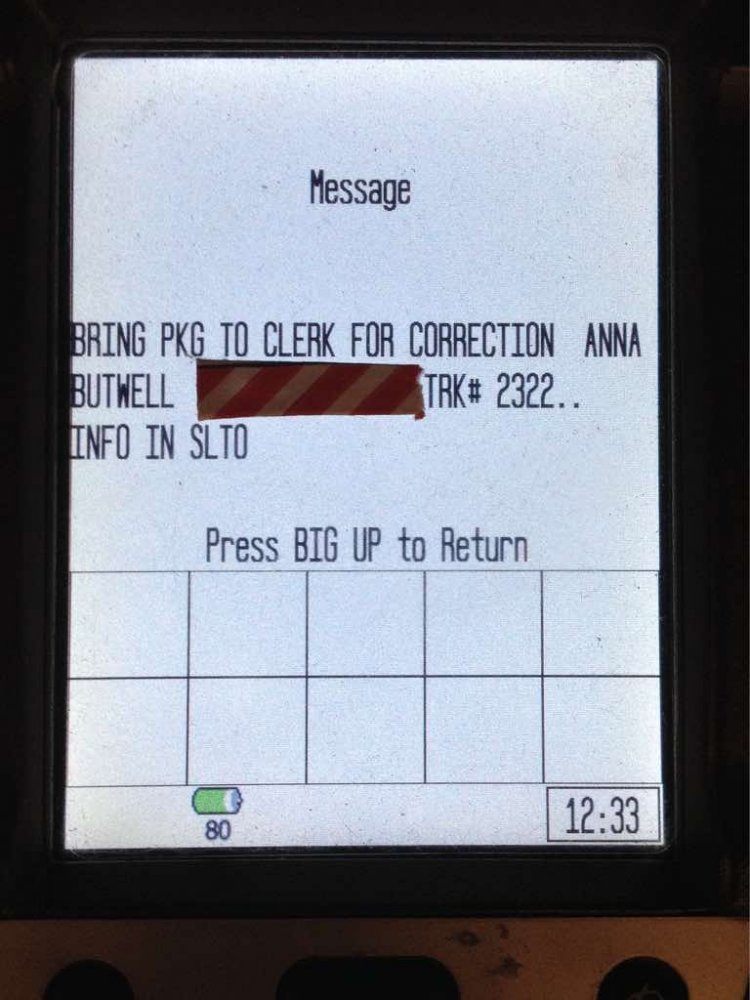 Message
BRING PKG TO CLERK FOR CORRECTION ANNA
BUTWELL TRK# 2322..
INFO IN SLTO
Press BIG UP to Return
80
12:33